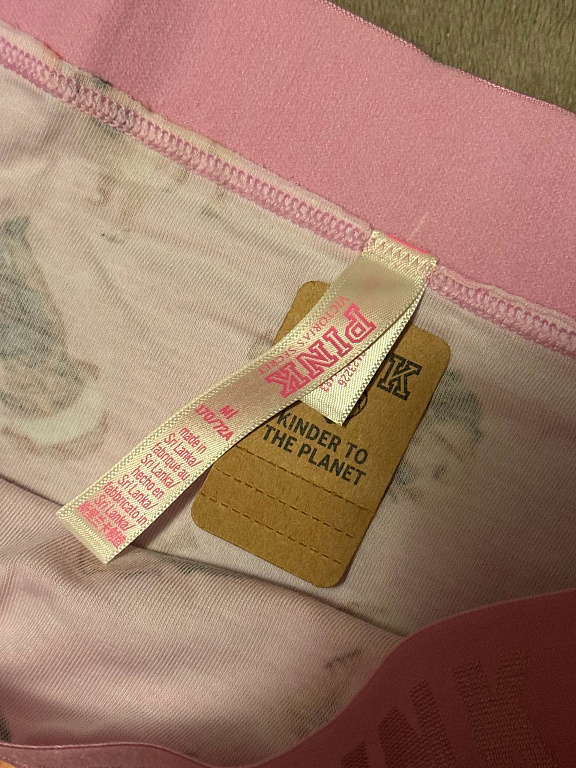 PINK
VICTORIA'S SECRET
M
170/72A
made in
Sri Lanka/
fabriqué au
Sri Lanka/
hecho en
Sri Lanka/
fabbricato in
Sri Lanka/
K
KINDER TO
THE PLANET
INK